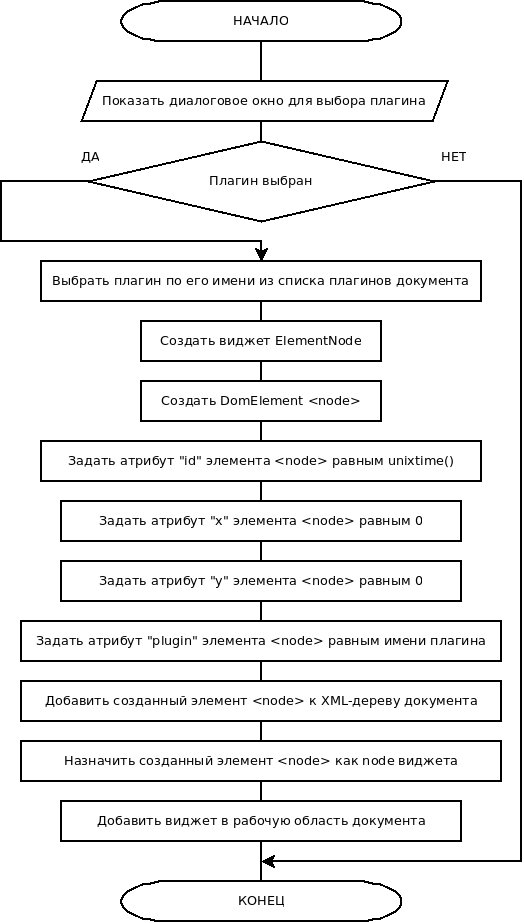 НАЧАЛО
Показать диалоговое окно для выбора плагина
ДА
НЕТ
Плагин выбран
Выбрать плагин по его имени из списка плагинов документа
Создать виджет ElementNode
Создать DomElement <node>
Задать атрибут "id" элемента <node> равным unixtime()
Задать атрибут "x" элемента <node> равным 0
Задать атрибут "y" элемента <node> равным 0
Задать атрибут "plugin" элемента <node> равным имени плагина
Добавить созданный элемент <node> к XML-дереву документа
Назначить созданный элемент <node> как node виджета
Добавить виджет в рабочую область документа
КОНЕЦ